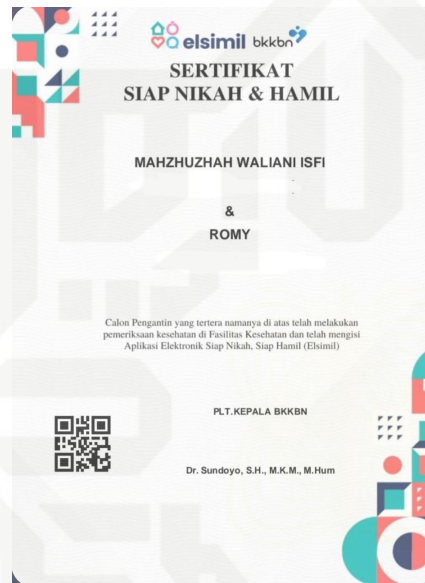 elsimil bkkbn
SERTIFIKAT
SIAP NIKAH & HAMIL
MAHZHUZHAH WALIANI ISFI
&
ROMY
Calon Pengantin yang tertera namanya di atas telah melakukan
pemeriksaan kesehatan di Fasilitas Kesehatan dan telah mengisi
Aplikasi Elektronik Siap Nikah, Siap Hamil (Elsimil)
PLT.KEPALA BKKBN
Dr. Sundoyo, S.H., M.K.M., M.Hum